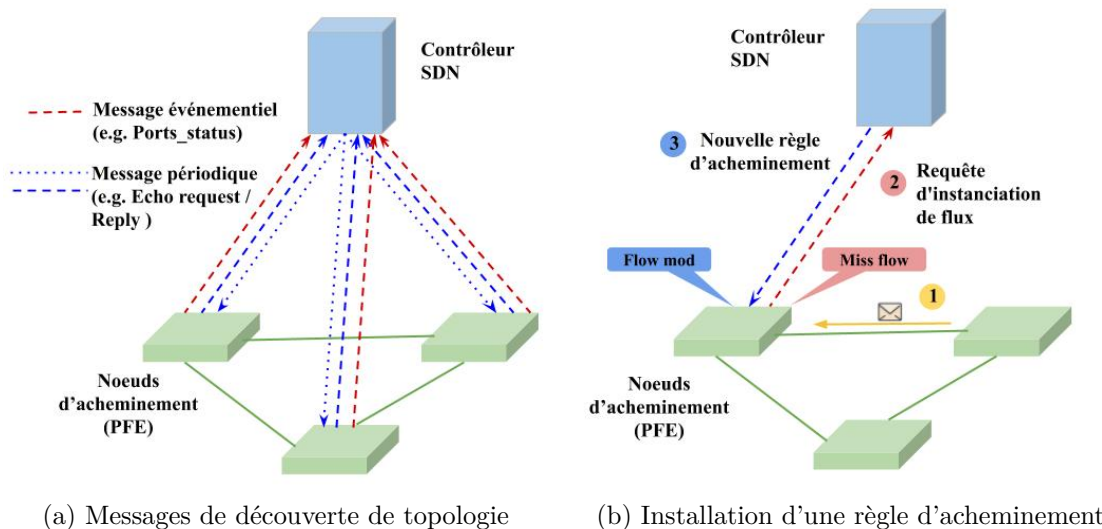 Contrôleur
SDN
Message événementiel
(e.g. Ports_status)
Message périodique
(e.g. Echo request /
Reply )
Noeuds
d'acheminement
(PFE)
(a) Messages de découverte de topologie
Contrôleur
SDN
3 Nouvelle règle
d'acheminement
2 Requête
d'instanciation
de flux
Flow mod
Miss flow
1
Noeuds
d'acheminement
(PFE)
(b) Installation d'une règle d'acheminement